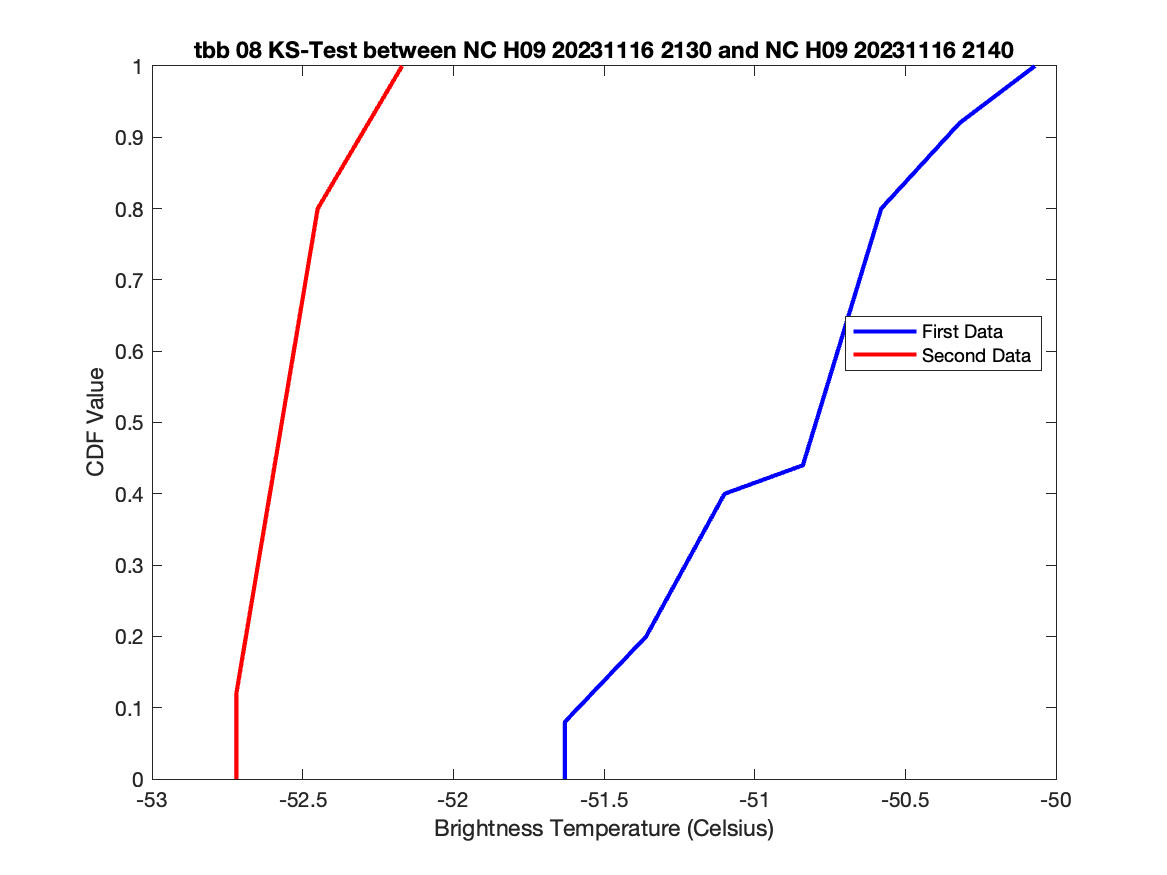 tbb 08 KS-Test between NC H09 20231116 2130 and NC H09 20231116 2140
1
0.9
0.8
0.7
0.6
0.5
0.4
0.3
0.2
0.1
0
CDF Value
First Data
Second Data
-53 -52.5 -52 -51.5 -51 -50.5 -50
Brightness Temperature (Celsius)